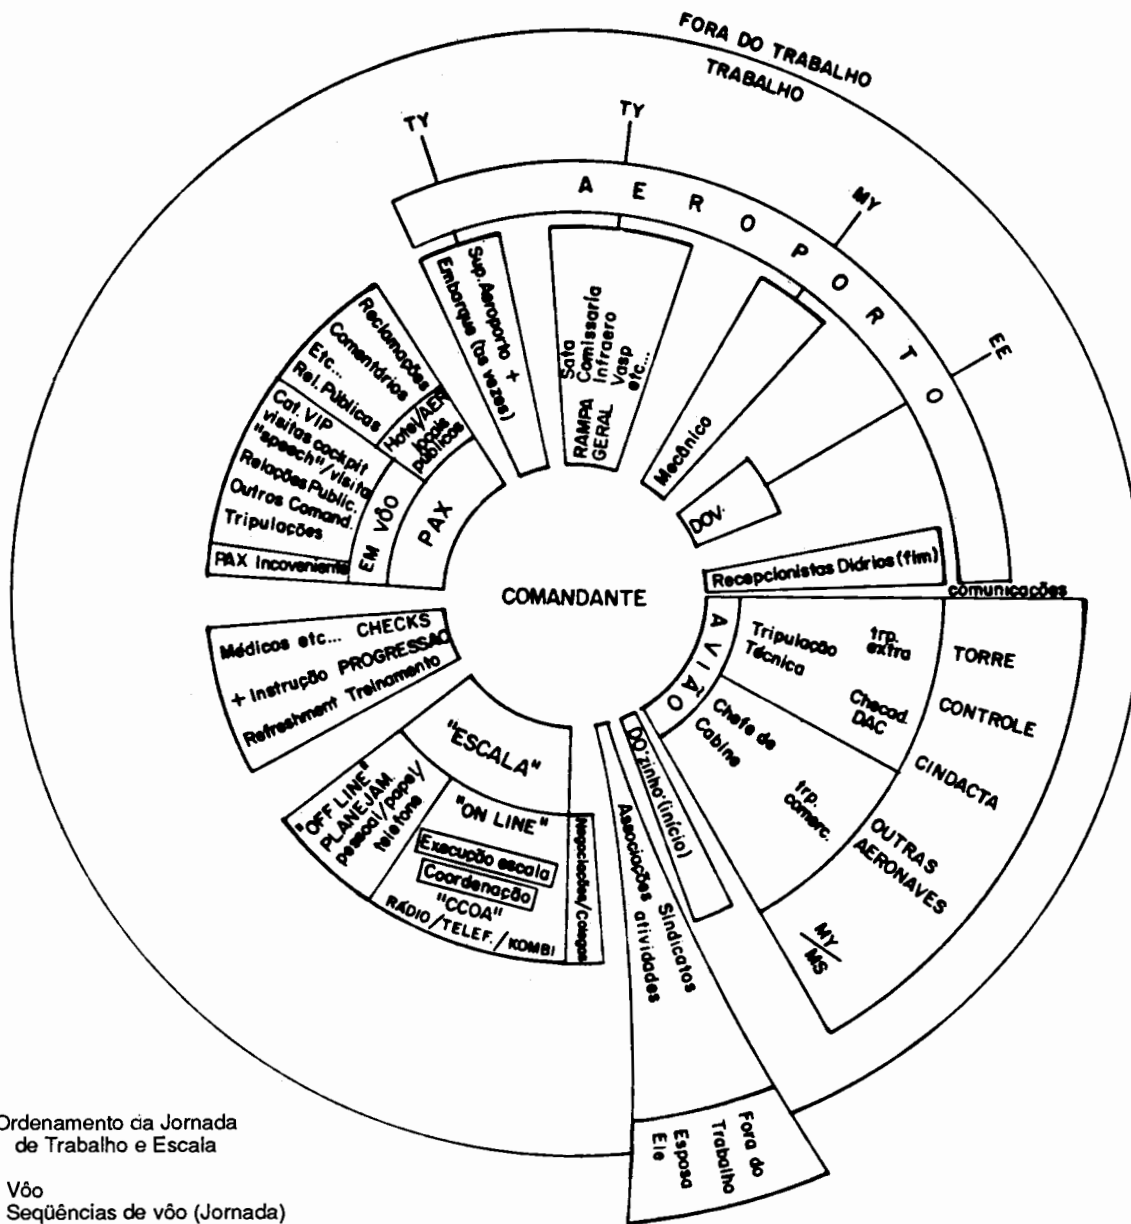 FORA DO TRABALHO
TRABALHO
TY
TY
MY
EE
AEROPORTO
Sup. Aeroporto +
Embarque (às vezes)
Sata
Comissaría
Infraero
Vasp
etc...
RAMPA
GERAL
Mecânico
DOV.
Recepcionistas Diários (fim)
comunicações
Reclamações
Comentários
Etc...
Rel. Públicas
Hotel/AER
locais
públicos
Cat. VIP
visitas cockpit
"speech"/visita
Relações Públic.
Outros Comand.
Tripulações
PAX Incoveniente
EM VÔO
PAX
COMANDANTE
Médicos etc... CHECKS
+ Instrução PROGRESSAO
Refreshment Treinamento
"ESCALA"
"OFF LINE"
PLANEJAM.
pessoal/papel/
telefone
"ON LINE"
Execução escala
Coordenação
"CCOA"
RÁDIO/TELEF./KOMBI
Negociações/Colegas
AVIÃO
Tripulação
Técnica
trp.
extra
Checad.
DAC
Chefe de
Cabine
trp.
comerc.
TORRE
CONTROLE
CINDACTA
OUTRAS
AERONAVES
MY/MS
DO'zinho'(início)
Sindicatos
Associações atividades
Fora do
Trabalho
Esposa
Ele
Ordenamento da Jornada
de Trabalho e Escala
Vôo
Seqüências de vôo (Jornada)